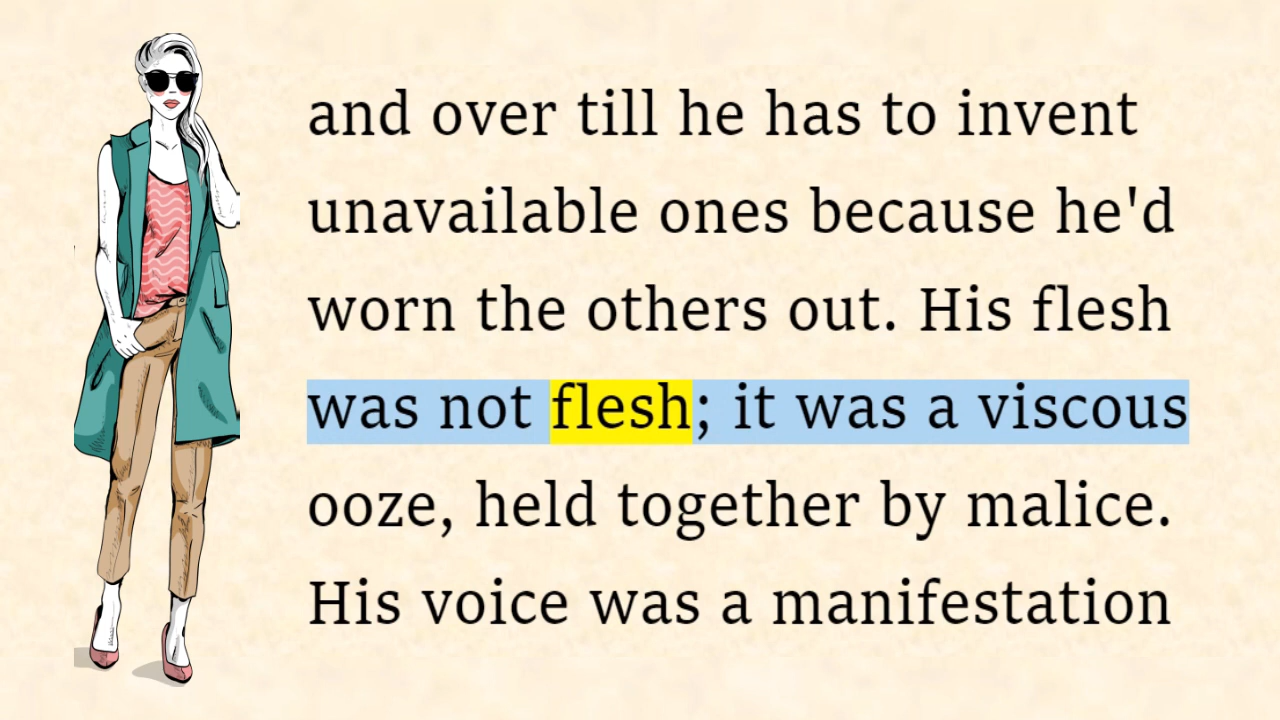 and over till he has to invent
unavailable ones because he'd
worn the others out. His flesh
was not flesh; it was a viscous
ooze, held together by malice.
His voice was a manifestation